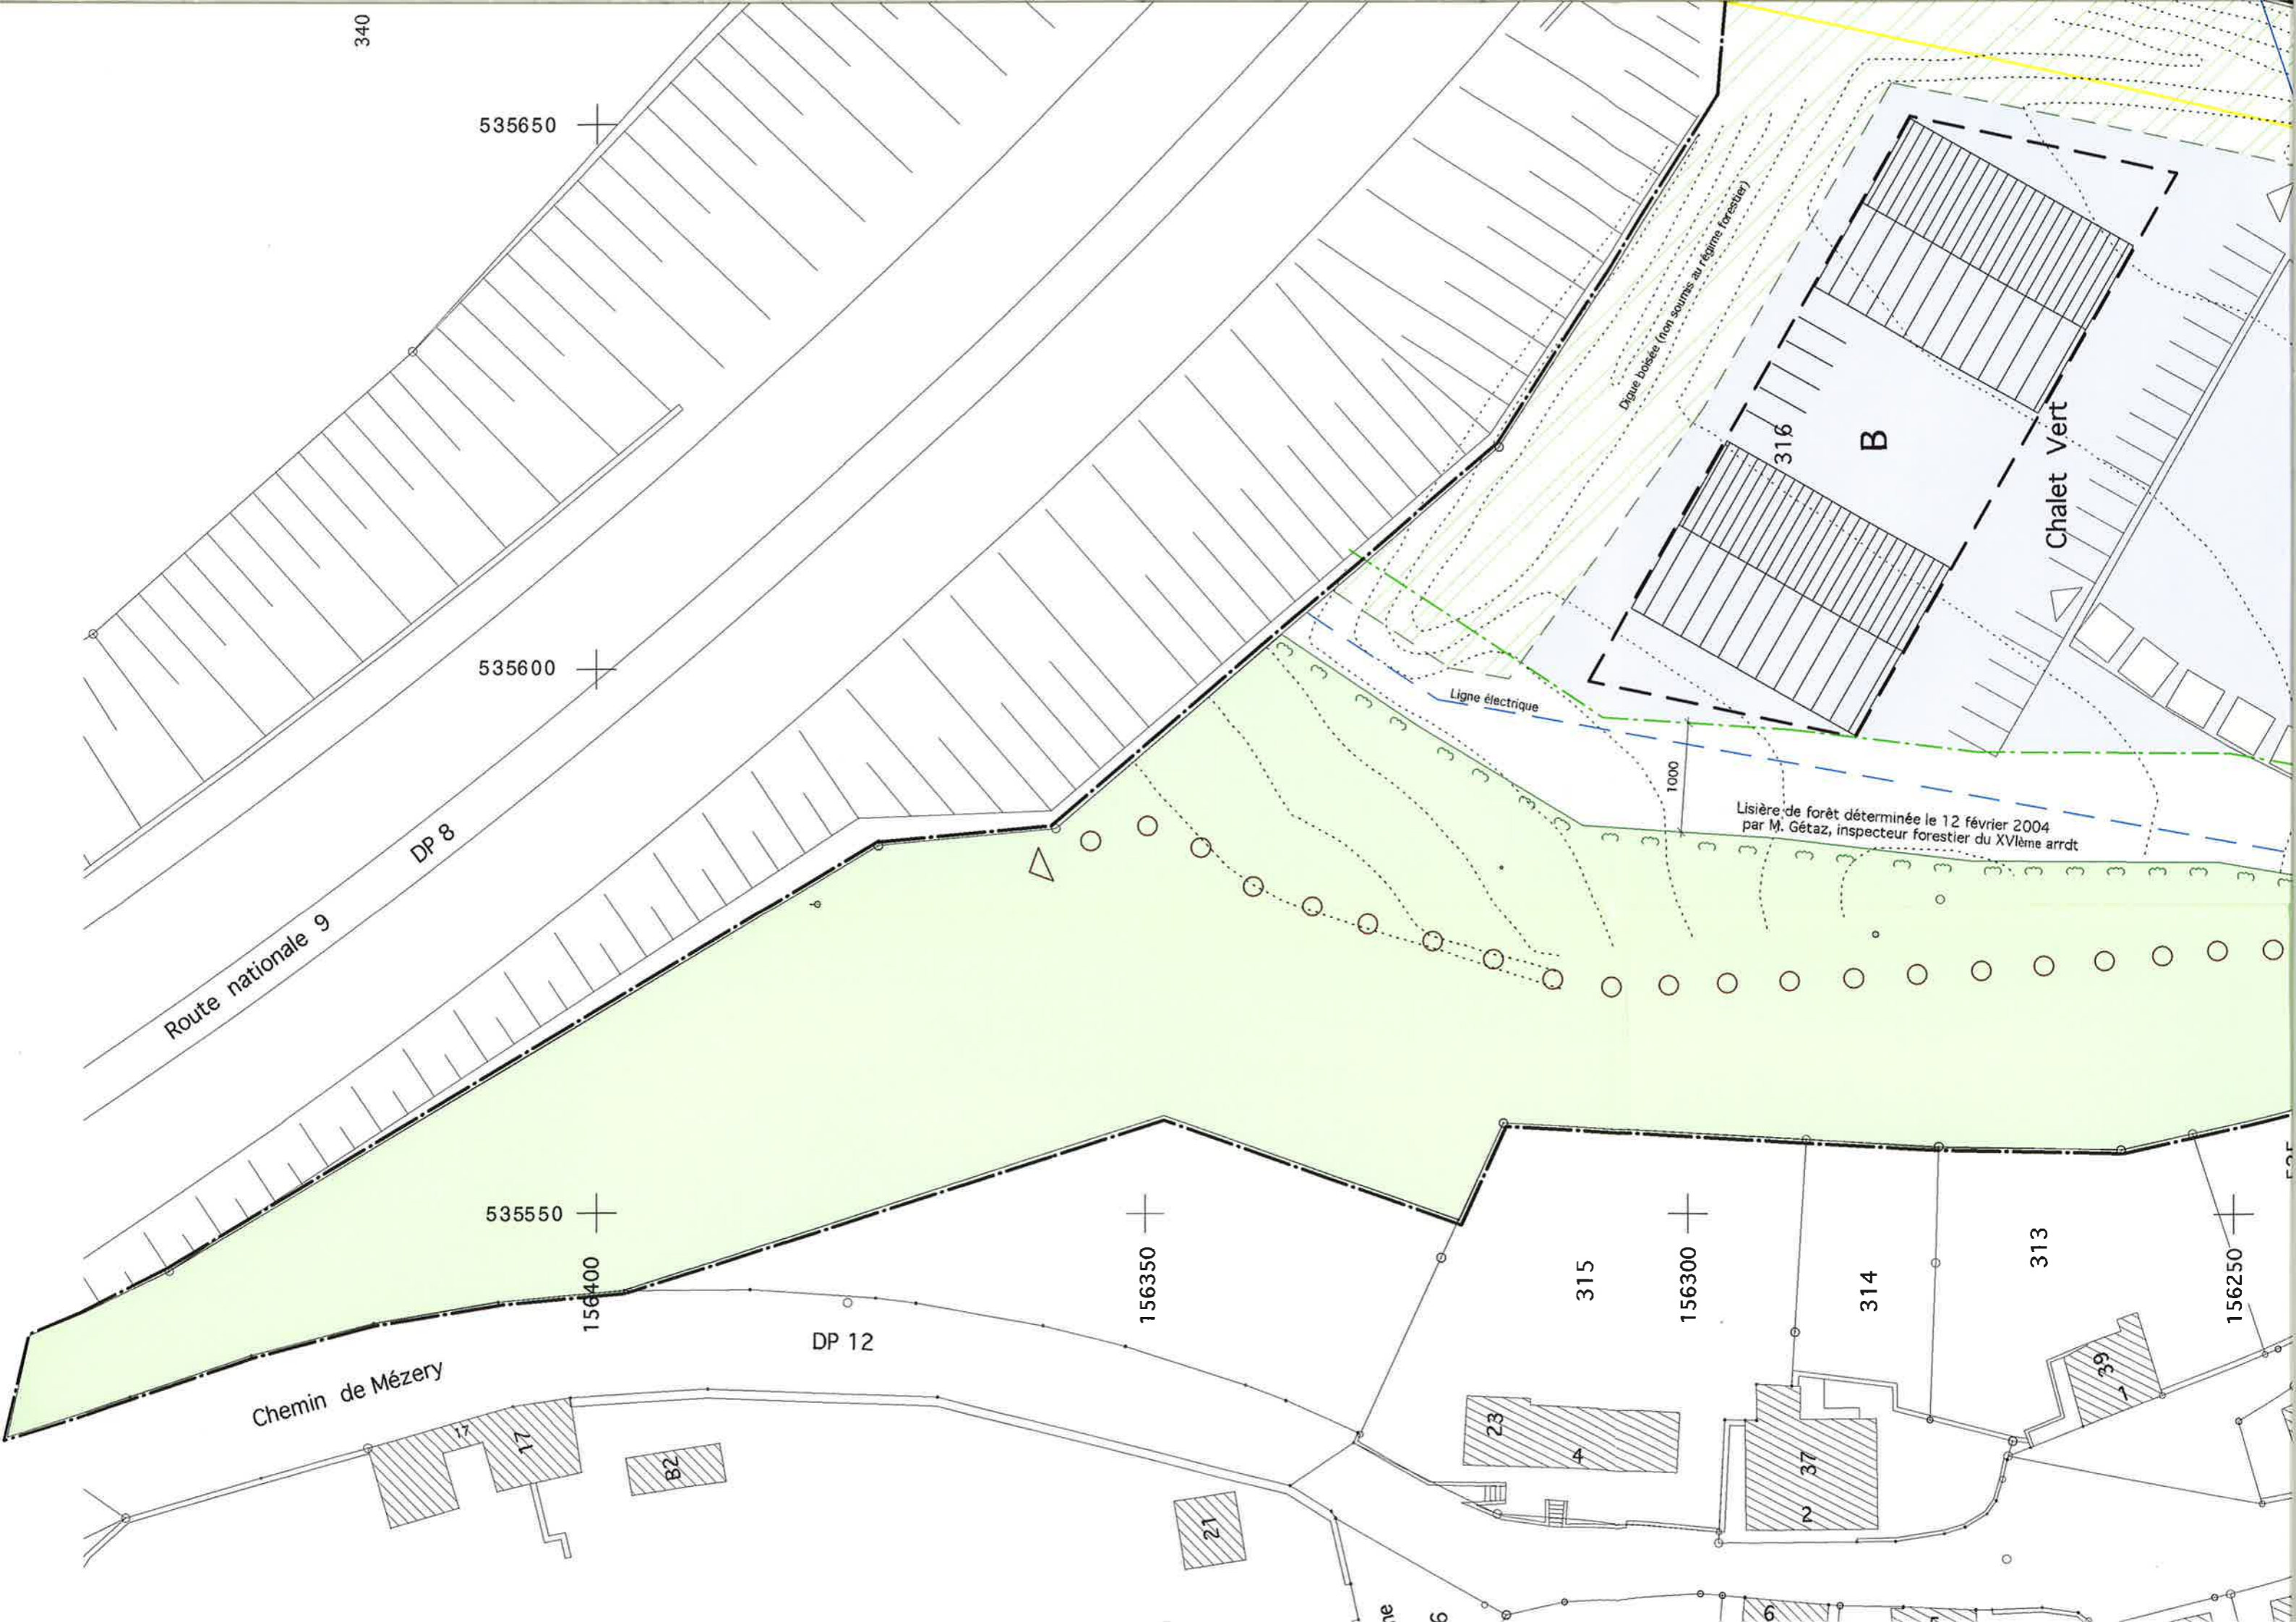 340
535650
Digue boisée (non soumis au régime forestier)
316
B
Chalet Vert
535600
Ligne électrique
1000
Lisière de forêt déterminée le 12 février 2004
par M. Gétaz, inspecteur forestier du XVIème arrdt
DP 8
Route nationale 9
535550
156400
156350
156300
156250
315
314
313
DP 12
Chemin de Mézery
17
17
B2
21
23
4
37
2
39
1
6